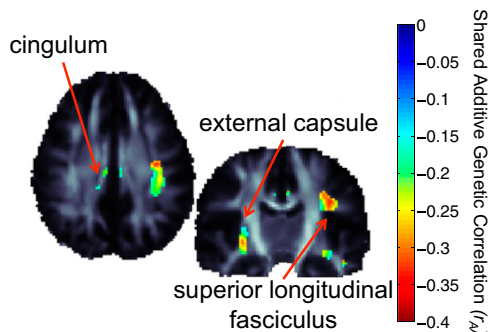 cingulum
external capsule
superior longitudinal
fasciculus
0
-0.05
-0.1
-0.15
-0.2
-0.25
-0.3
-0.35
-0.4
Shared Additive Genetic Correlation